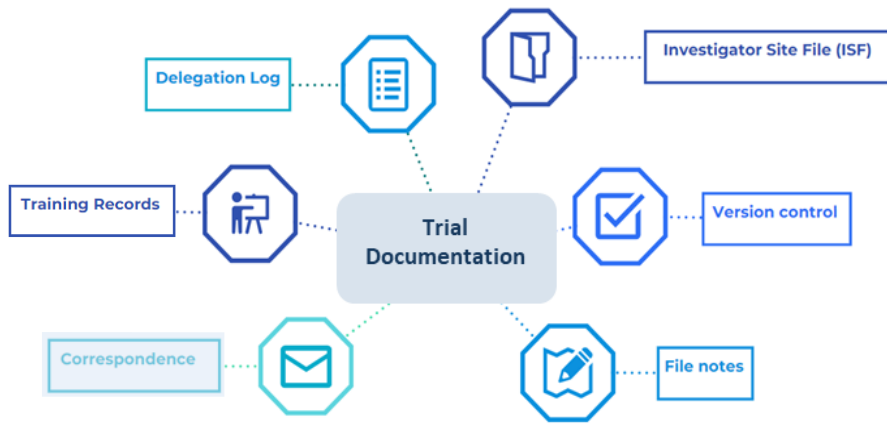 Delegation Log
Investigator Site File (ISF)
Training Records
Trial
Documentation
Version control
Correspondence
File notes